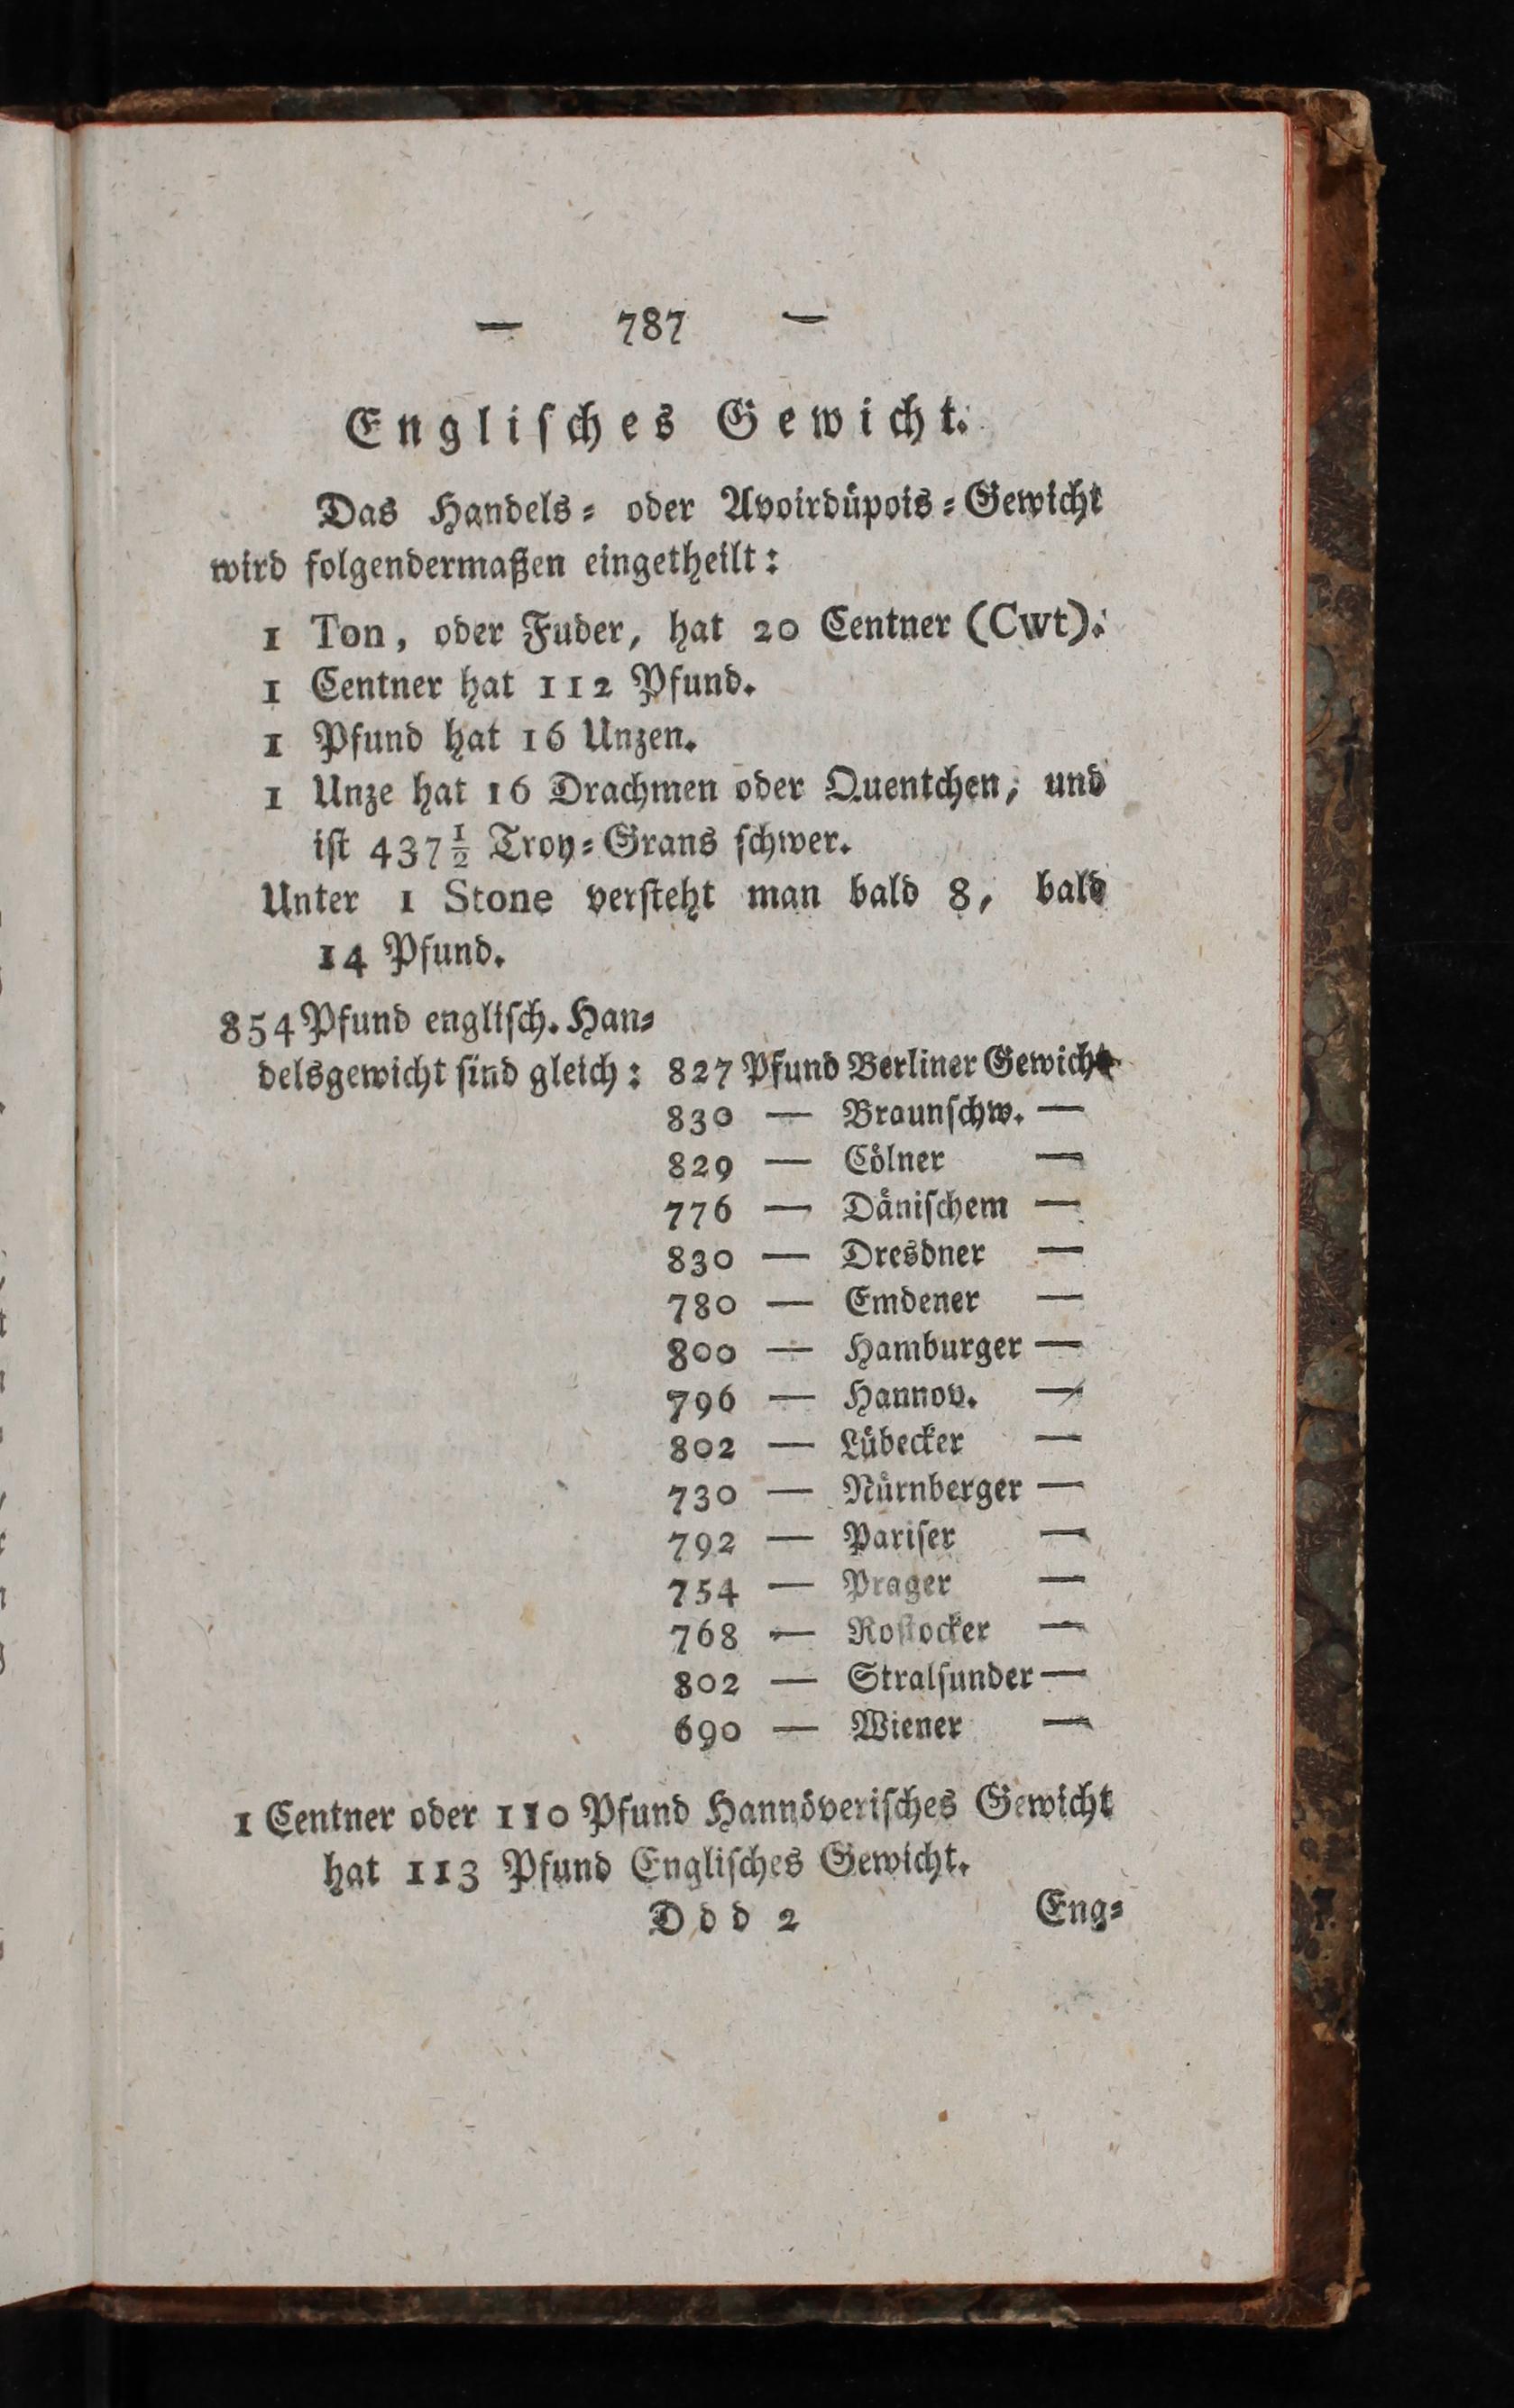 — 787 —
Englisches Gewicht.
Das Handels- oder Avoirdüpois-Gewicht
wird folgendermaßen eingetheilt:
1 Ton, oder Fuder, hat 20 Centner (Cwt).
1 Centner hat 112 Pfund.
1 Pfund hat 16 Unzen.
1 Unze hat 16 Drachmen oder Quentchen, und
ist 437½ Troy-Grans schwer.
Unter 1 Stone versteht man bald 8, bald
14 Pfund.
854 Pfund englisch. Han-
delsgewicht sind gleich: 827 Pfund Berliner Gewicht
830 — Braunschw. —
829 — Cölner —
776 — Dänischem —
830 — Dresdner —
780 — Emdener —
800 — Hamburger —
796 — Hannov. —
802 — Lübecker —
730 — Nürnberger —
792 — Pariser —
754 — Prager —
768 — Rostocker —
802 — Stralsunder —
690 — Wiener —
1 Centner oder 110 Pfund Hannöverisches Gewicht
hat 113 Pfund Englisches Gewicht.
Ddd 2 Eng-